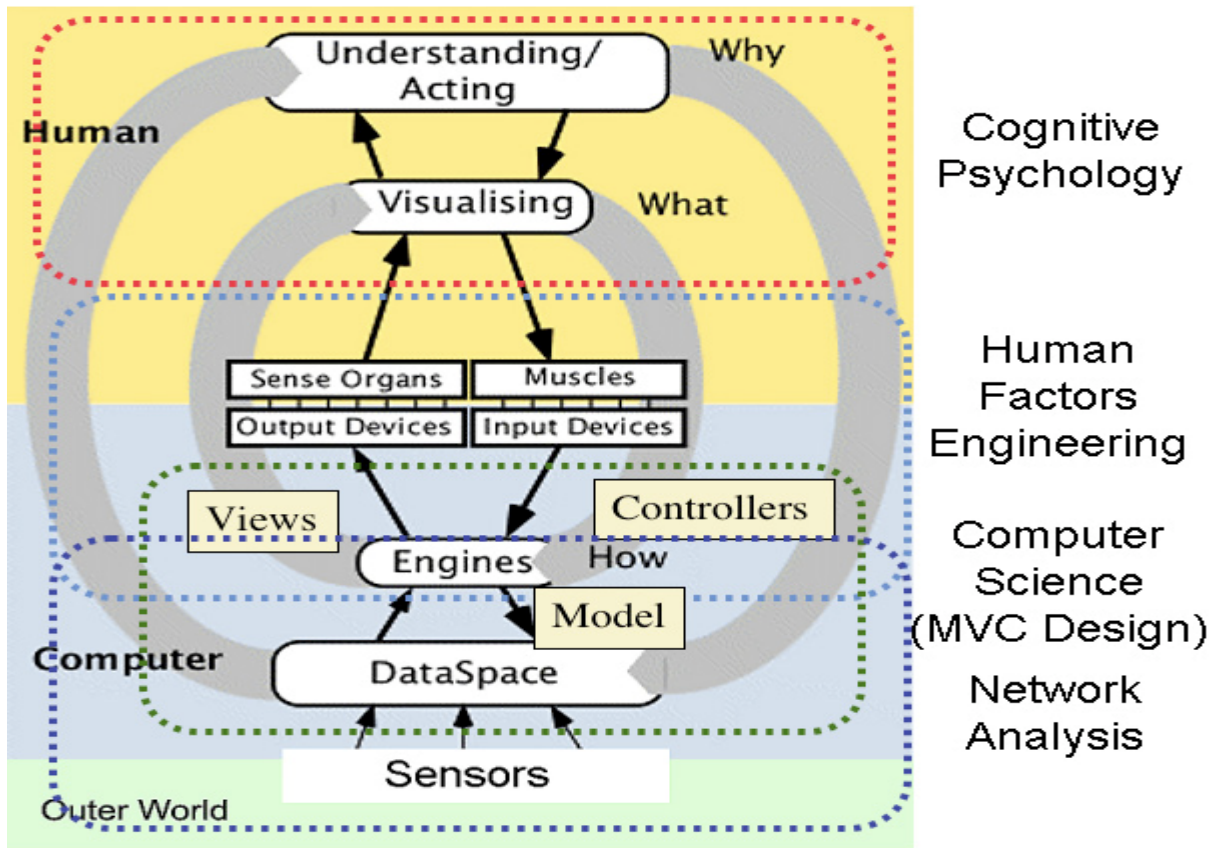 Understanding/
Acting
Why
Human
Visualising
What
Sense Organs
Muscles
Output Devices
Input Devices
Views
Controllers
Engines
How
Model
Computer
DataSpace
Sensors
Outer World
Cognitive
Psychology
Human
Factors
Engineering
Computer
Science
(MVC Design)
Network
Analysis